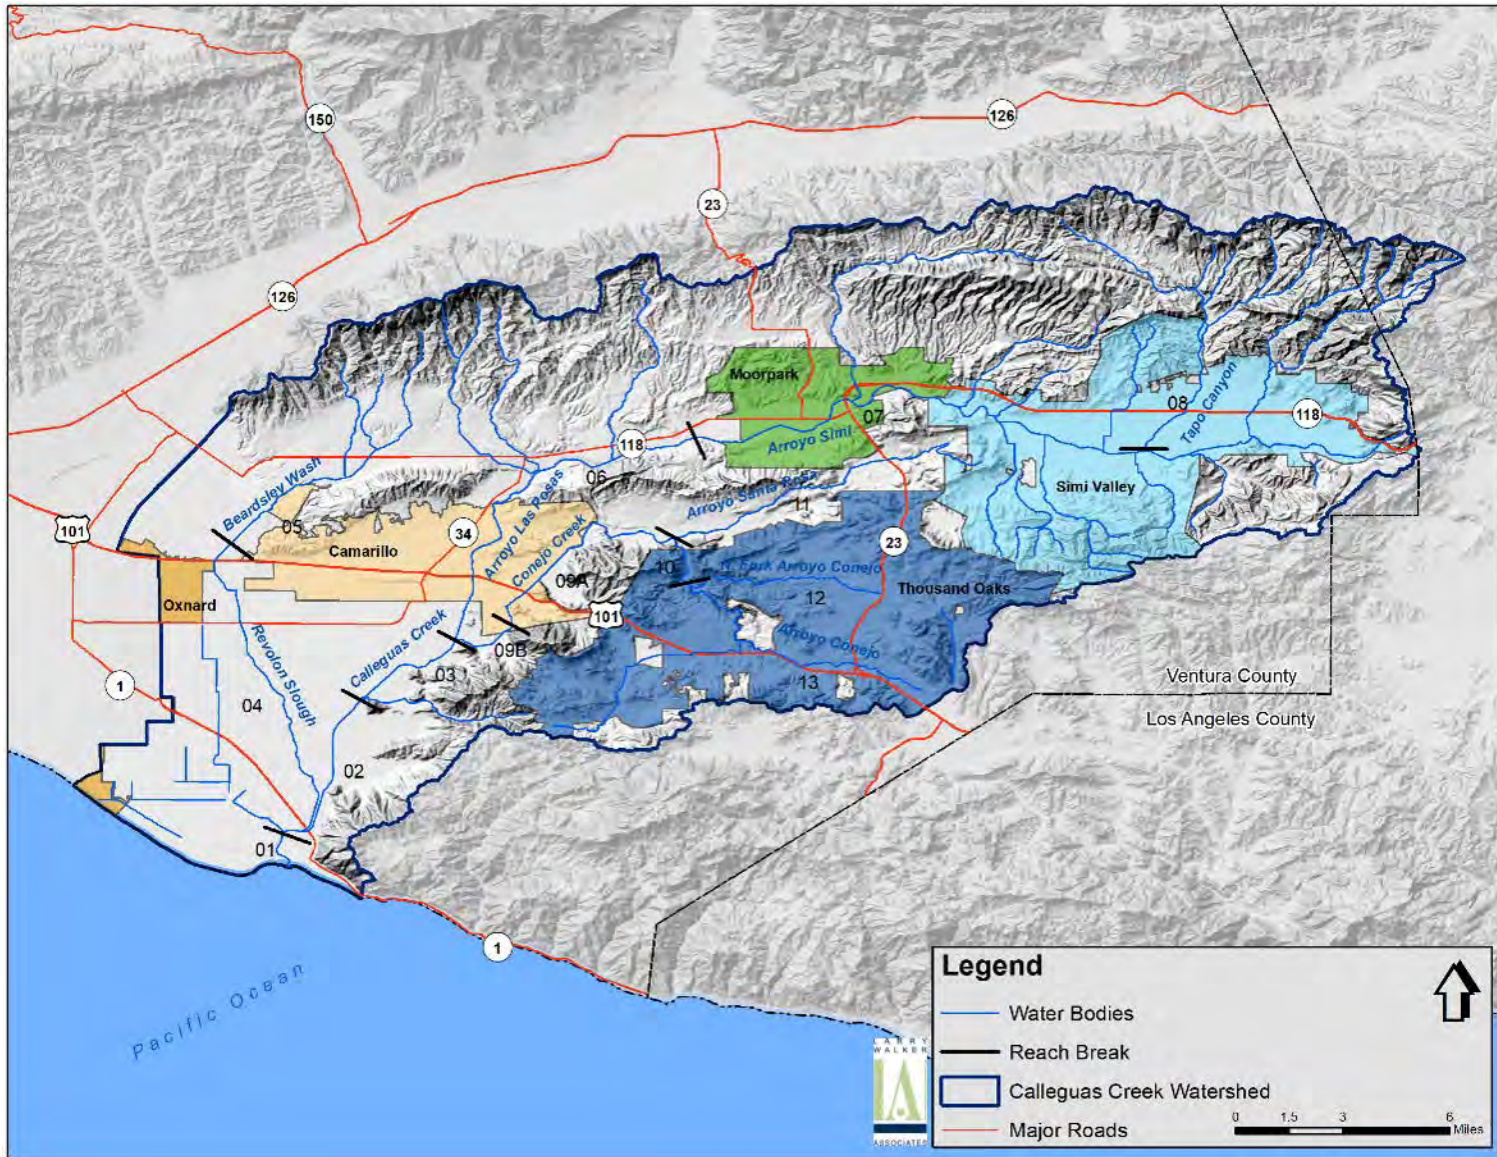 150
126
23
126
Moorpark
07
08
Tapo Canyon
118
118
Arroyo Simi
06
Beardsley Wash
Arroyo Santa Rosa
11
Simi Valley
05
101
34
Arroyo Las Posas
Conejo Creek
Camarillo
23
10
N. Fork Arroyo Conejo
09A
Thousand Oaks
12
Oxnard
101
Revolon Slough
Calleguas Creek
Arroyo Conejo
09B
03
1
04
13
Ventura County
Los Angeles County
02
01
1
Pacific Ocean
Legend
Water Bodies
Reach Break
Calleguas Creek Watershed
Major Roads
0 1.5 3 6
Miles
LARRY
WALKER
LWA
ASSOCIATES